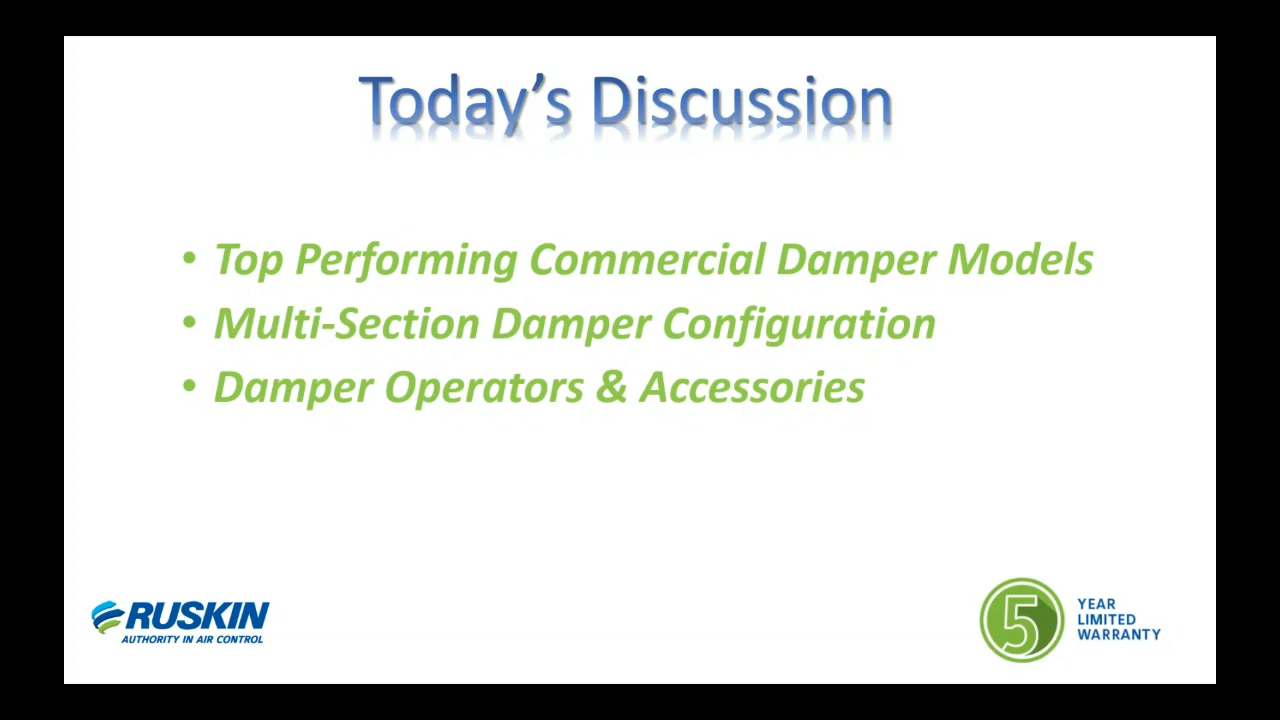 Today’s Discussion
• Top Performing Commercial Damper Models
• Multi-Section Damper Configuration
• Damper Operators & Accessories
RUSKIN
AUTHORITY IN AIR CONTROL
5
YEAR
LIMITED
WARRANTY